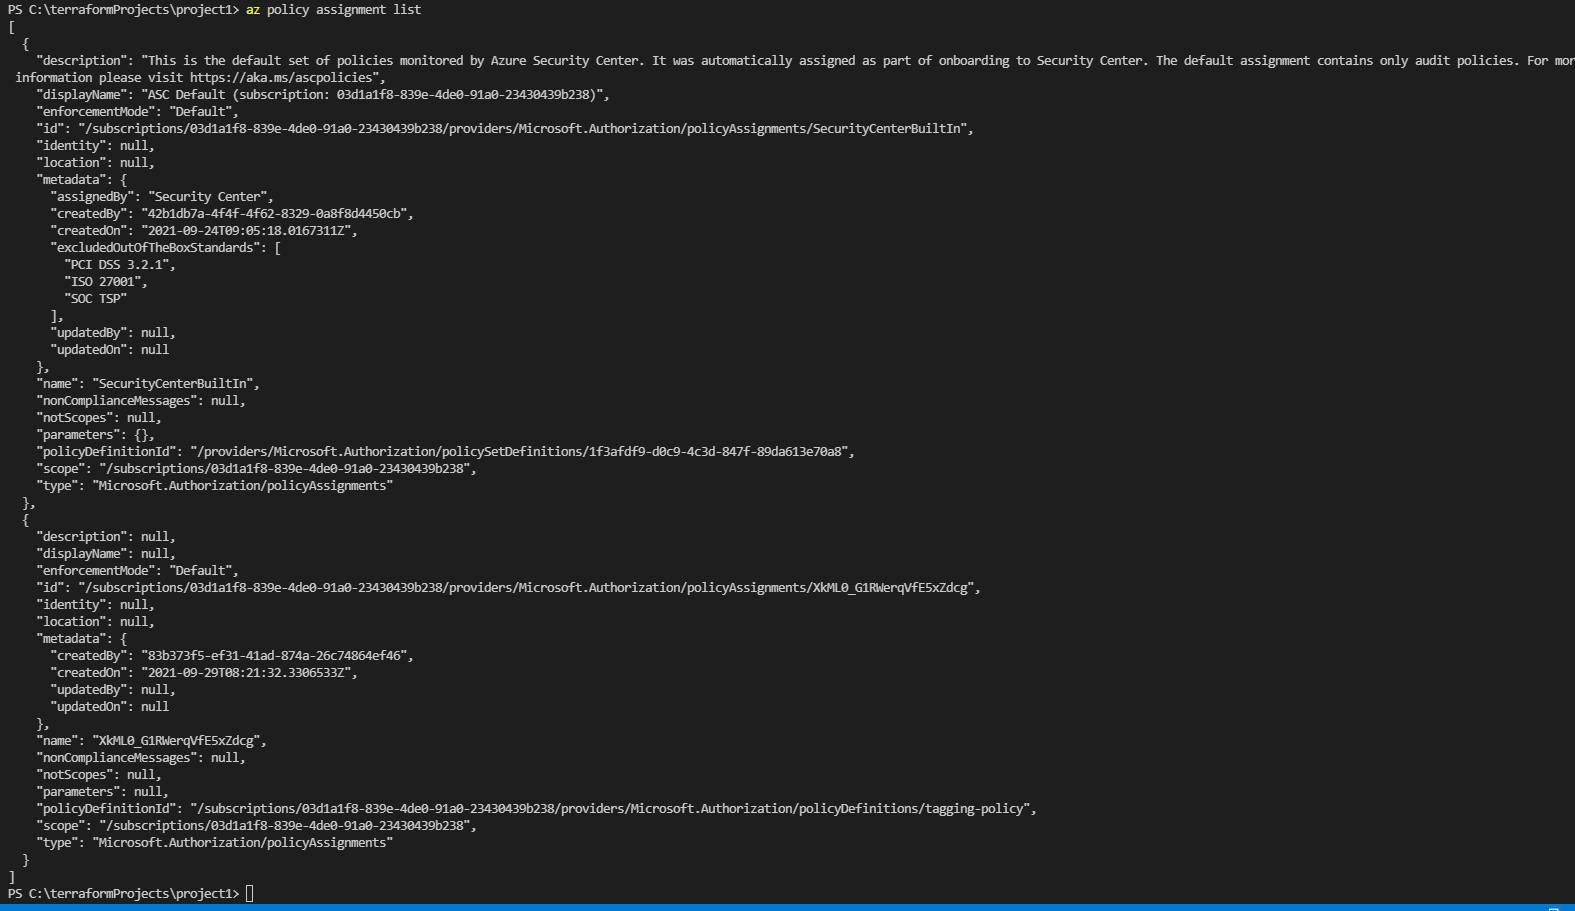 PS C:\terraformProjects\project1> az policy assignment list
[
  {
    "description": "This is the default set of policies monitored by Azure Security Center. It was automatically assigned as part of onboarding to Security Center. The default assignment contains only audit policies. For mor
 information please visit https://aka.ms/ascpolicies",
    "displayName": "ASC Default (subscription: 03d1a1f8-839e-4de0-91a0-23430439b238)",
    "enforcementMode": "Default",
    "id": "/subscriptions/03d1a1f8-839e-4de0-91a0-23430439b238/providers/Microsoft.Authorization/policyAssignments/SecurityCenterBuiltIn",
    "identity": null,
    "location": null,
    "metadata": {
      "assignedBy": "Security Center",
      "createdBy": "42b1db7a-4f4f-4f62-8329-0a8f8d4450cb",
      "createdOn": "2021-09-24T09:05:18.0167311Z",
      "excludedOutOfTheBoxStandards": [
        "PCI DSS 3.2.1",
        "ISO 27001",
        "SOC TSP"
      ],
      "updatedBy": null,
      "updatedOn": null
    },
    "name": "SecurityCenterBuiltIn",
    "nonComplianceMessages": null,
    "notScopes": null,
    "parameters": {},
    "policyDefinitionId": "/providers/Microsoft.Authorization/policySetDefinitions/1f3afdf9-d0c9-4c3d-847f-89da613e70a8",
    "scope": "/subscriptions/03d1a1f8-839e-4de0-91a0-23430439b238",
    "type": "Microsoft.Authorization/policyAssignments"
  },
  {
    "description": null,
    "displayName": null,
    "enforcementMode": "Default",
    "id": "/subscriptions/03d1a1f8-839e-4de0-91a0-23430439b238/providers/Microsoft.Authorization/policyAssignments/XkML0_G1RWerqVfE5xZdcg",
    "identity": null,
    "location": null,
    "metadata": {
      "createdBy": "83b373f5-ef31-41ad-874a-26c74864ef46",
      "createdOn": "2021-09-29T08:21:32.3306533Z",
      "updatedBy": null,
      "updatedOn": null
    },
    "name": "XkML0_G1RWerqVfE5xZdcg",
    "nonComplianceMessages": null,
    "notScopes": null,
    "parameters": null,
    "policyDefinitionId": "/subscriptions/03d1a1f8-839e-4de0-91a0-23430439b238/providers/Microsoft.Authorization/policyDefinitions/tagging-policy",
    "scope": "/subscriptions/03d1a1f8-839e-4de0-91a0-23430439b238",
    "type": "Microsoft.Authorization/policyAssignments"
  }
]
PS C:\terraformProjects\project1>